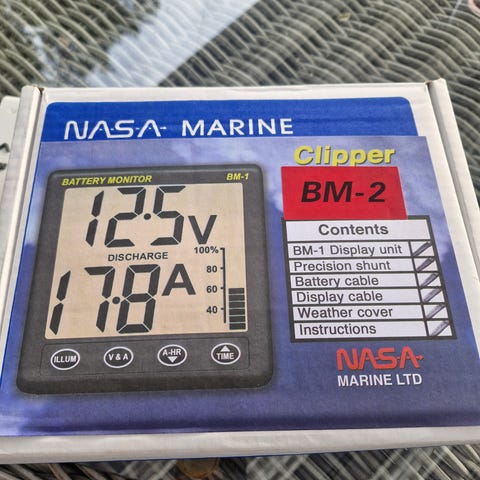 NASA MARINE
Clipper
BM-2
BATTERY MONITOR BM-1
12.5V
DISCHARGE
17.8A
100%
80
60
40
ILLUM
V & A
A-HR
TIME
Contents
BM-1 Display unit
Precision shunt
Battery cable
Display cable
Weather cover
Instructions
NASA
MARINE LTD